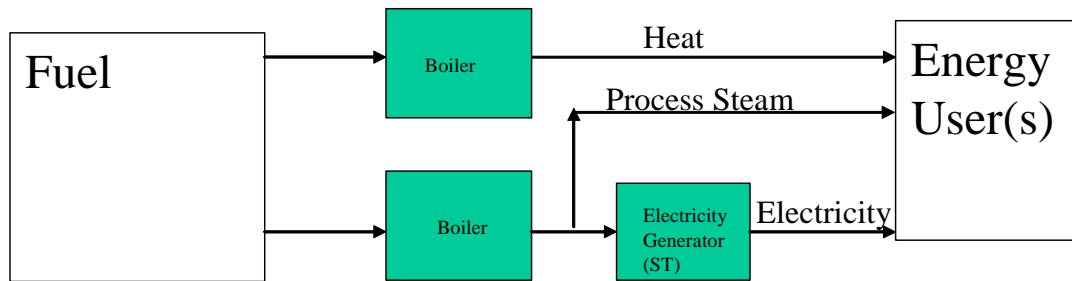 Fuel
Boiler
Heat
Process Steam
Energy
User(s)
Boiler
Electricity
Generator
(ST)
Electricity